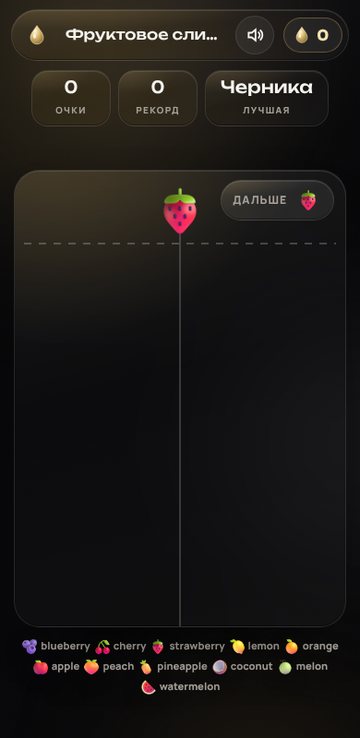 Фруктовое сли...
0
0
ОЧКИ
0
РЕКОРД
Черника
ЛУЧШАЯ
ДАЛЬШЕ
blueberry cherry strawberry lemon orange
apple peach pineapple coconut melon
watermelon